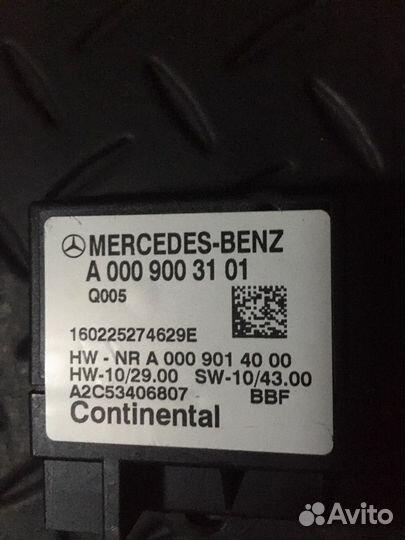 MERCEDES-BENZ
A 000 900 31 01
Q005
160225274629E
HW - NR A 000 901 40 00
HW-10/29.00 SW-10/43.00
A2C53406807 BBF
Continental
Avito